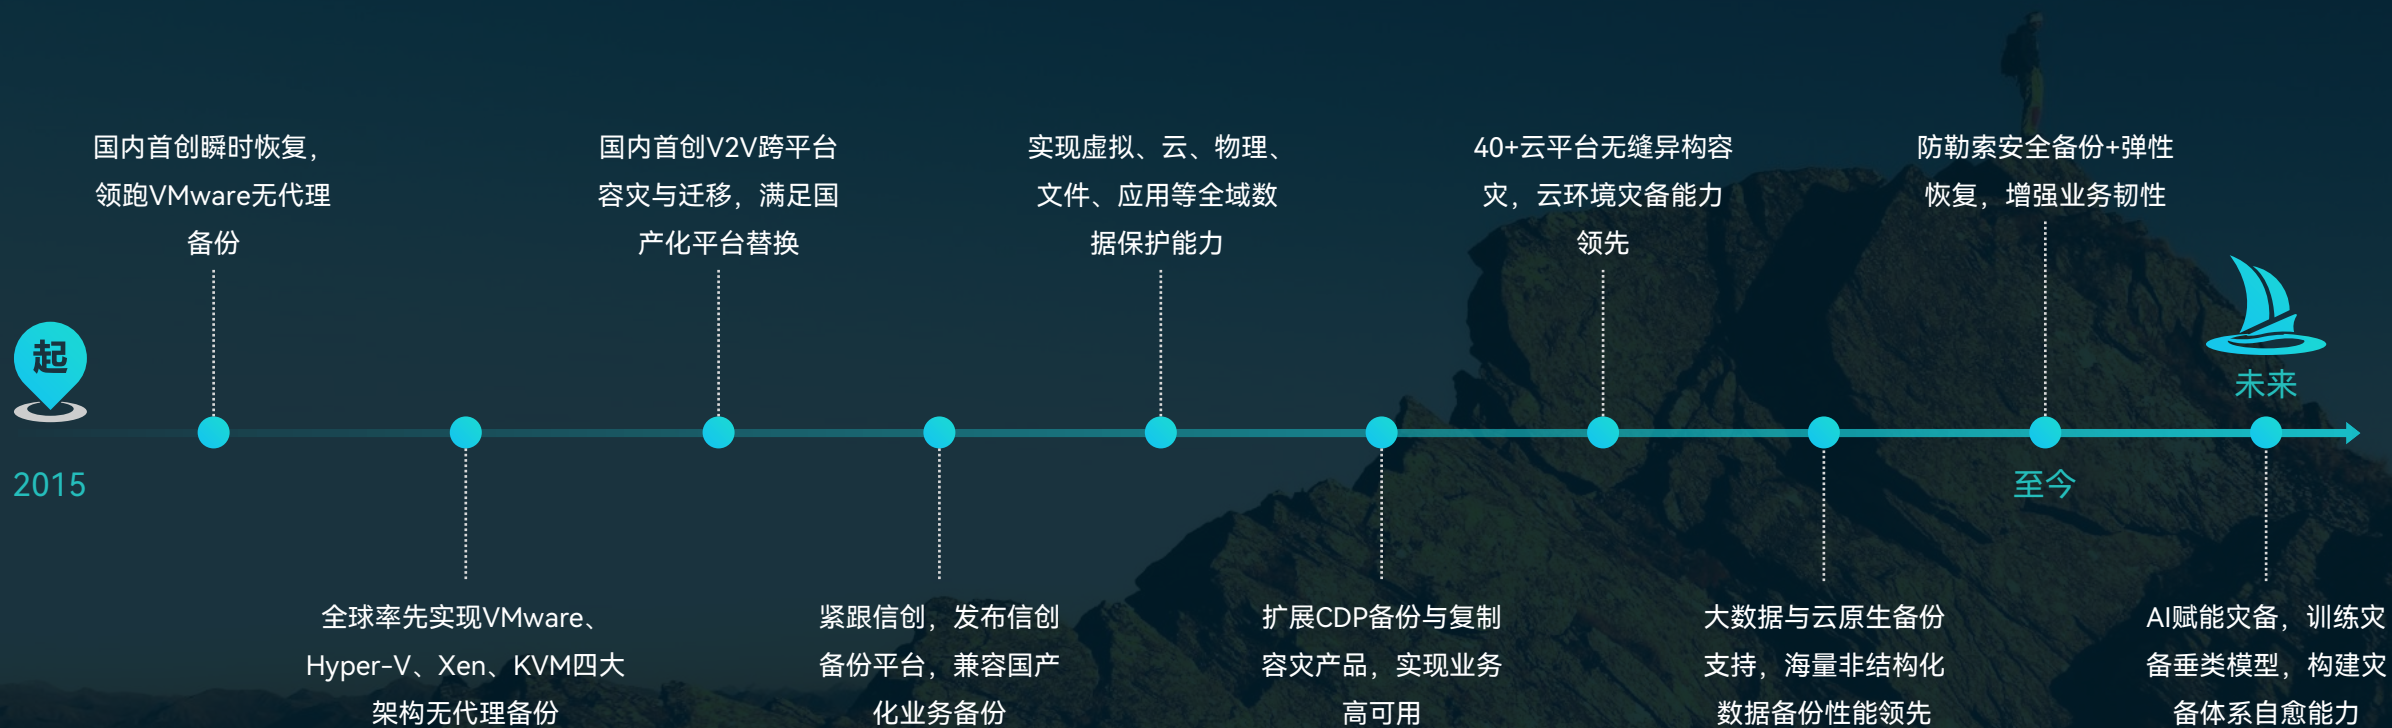 起
2015
国内首创瞬时恢复,
领跑VMware无代理
备份
全球率先实现VMware、
Hyper-V、Xen、KVM四大
架构无代理备份
国内首创V2V跨平台
容灾与迁移，满足国
产化平台替换
紧跟信创，发布信创
备份平台，兼容国产
化业务备份
实现虚拟、云、物理、
文件、应用等全域数
据保护能力
扩展CDP备份与复制
容灾产品，实现业务
高可用
40+云平台无缝异构容
灾，云环境灾备能力
领先
大数据与云原生备份
支持，海量非结构化
数据备份性能领先
防勒索安全备份+弹性
恢复，增强业务韧性
至今
未来
AI赋能灾备，训练灾
备垂类模型，构建灾
备体系自愈能力